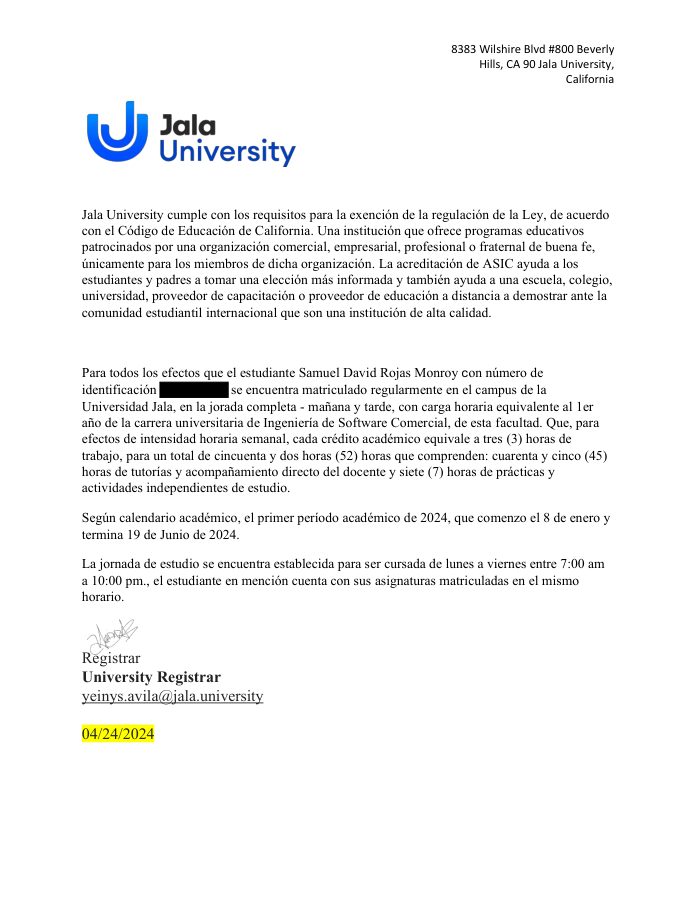 8383 Wilshire Blvd #800 Beverly
Hills, CA 90 Jala University,
California
Jala
University
Jala University cumple con los requisitos para la exención de la regulación de la Ley, de acuerdo
con el Código de Educación de California. Una institución que ofrece programas educativos
patrocinados por una organización comercial, empresarial, profesional o fraternal de buena fe,
únicamente para los miembros de dicha organización. La acreditación de ASIC ayuda a los
estudiantes y padres a tomar una elección más informada y también ayuda a una escuela, colegio,
universidad, proveedor de capacitación o proveedor de educación a distancia a demostrar ante la
comunidad estudiantil internacional que son una institución de alta calidad.
Para todos los efectos que el estudiante Samuel David Rojas Monroy con número de
identificación se encuentra matriculado regularmente en el campus de la
Universidad Jala, en la jorada completa - mañana y tarde, con carga horaria equivalente al 1er
año de la carrera universitaria de Ingeniería de Software Comercial, de esta facultad. Que, para
efectos de intensidad horaria semanal, cada crédito académico equivale a tres (3) horas de
trabajo, para un total de cincuenta y dos horas (52) horas que comprenden: cuarenta y cinco (45)
horas de tutorías y acompañamiento directo del docente y siete (7) horas de prácticas y
actividades independientes de estudio.
Según calendario académico, el primer período académico de 2024, que comenzo el 8 de enero y
termina 19 de Junio de 2024.
La jornada de estudio se encuentra establecida para ser cursada de lunes a viernes entre 7:00 am
a 10:00 pm., el estudiante en mención cuenta con sus asignaturas matriculadas en el mismo
horario.
Registrar
University Registrar
yeinys.avila@jala.university
04/24/2024